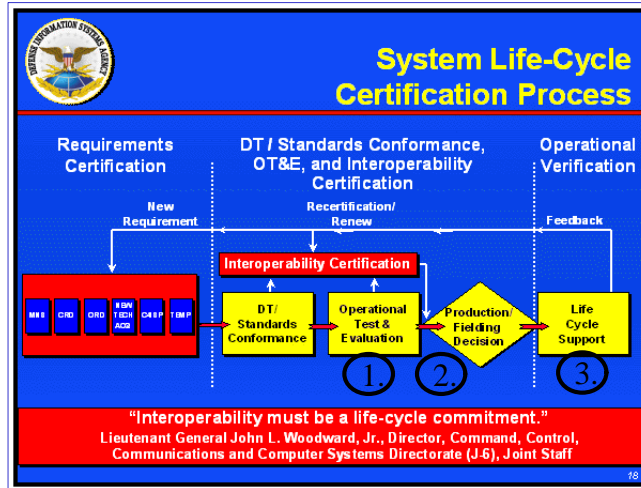 DEFENSE INFORMATION SYSTEMS AGENCY
System Life-Cycle
Certification Process
Requirements
Certification
DT / Standards Conformance,
OT&E, and Interoperability
Certification
Operational
Verification
New
Requirement
Recertification/
Renew
Feedback
Interoperability Certification
MNS
CRD
ORD
NEW
TECH
ACQ
C4ISP
TEMP
DT/
Standards
Conformance
Operational
Test &
Evaluation
Production/
Fielding
Decision
Life
Cycle
Support
1.
2.
3.
“Interoperability must be a life-cycle commitment.”
Lieutenant General John L. Woodward, Jr., Director, Command, Control,
Communications and Computer Systems Directorate (J-6), Joint Staff
18